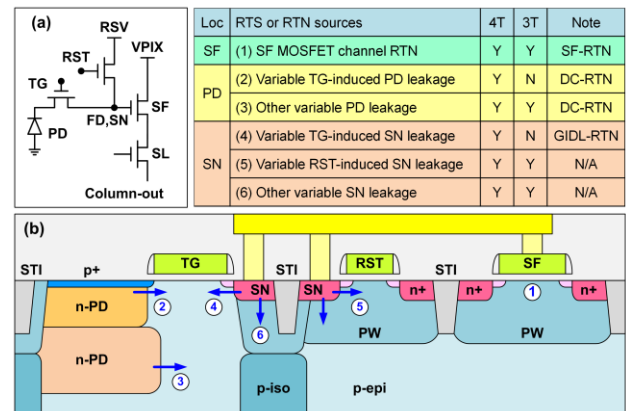 (a)
RSV
VPIX
RST
TG
SF
PD
FD,SN
SL
Column-out
Loc RTS or RTN sources 4T 3T Note
SF (1) SF MOSFET channel RTN Y Y SF-RTN
PD (2) Variable TG-induced PD leakage Y N DC-RTN
(3) Other variable PD leakage Y Y DC-RTN
SN (4) Variable TG-induced SN leakage Y N GIDL-RTN
(5) Variable RST-induced SN leakage Y Y N/A
(6) Other variable SN leakage Y Y N/A
(b)
TG RST SF
STI p+ SN STI SN n+ STI n+ n+
n-PD 2 4 5 1
6
PW PW
n-PD 3
p-iso p-epi